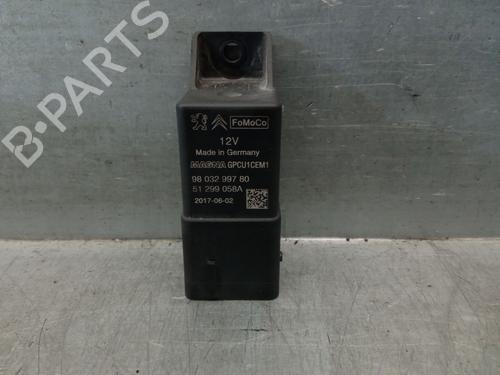 B-PARTS
FoMoCo
12V
Made in Germany
MAGNA GPCU1CEM1
98 032 997 80
51 299 058A
2017-06-02